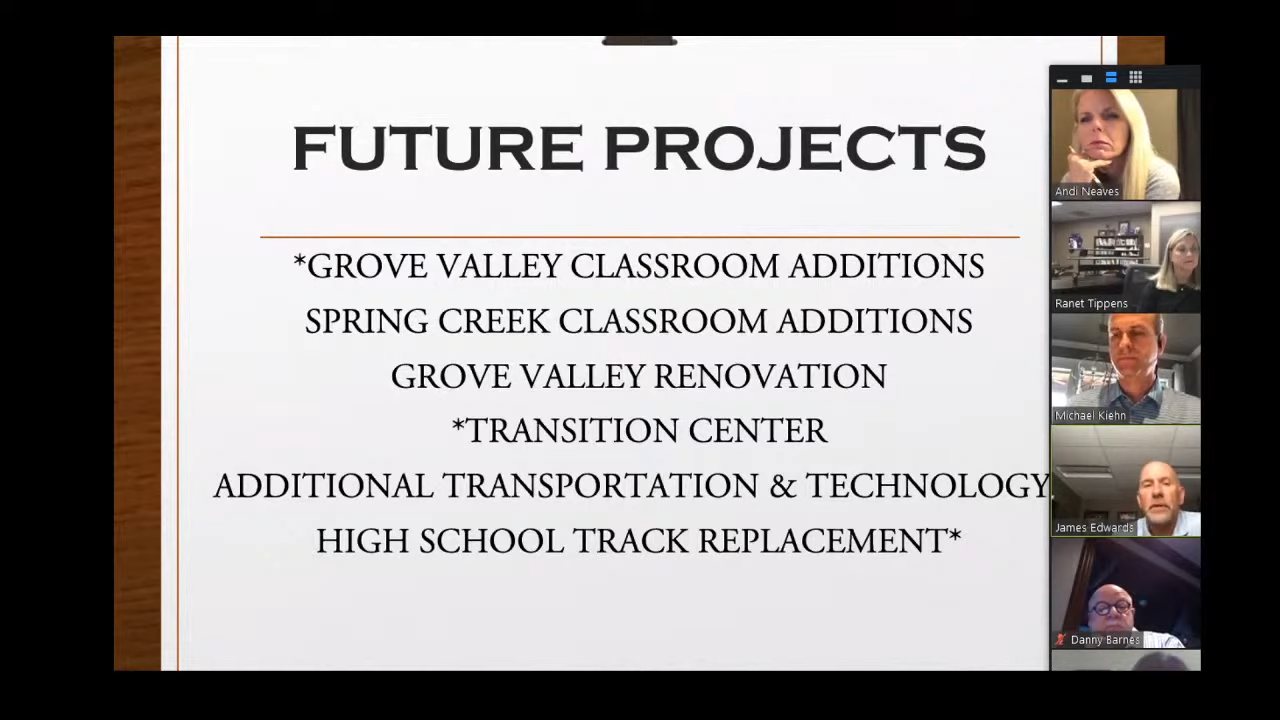 FUTURE PROJECTS
*GROVE VALLEY CLASSROOM ADDITIONS
SPRING CREEK CLASSROOM ADDITIONS
GROVE VALLEY RENOVATION
*TRANSITION CENTER
ADDITIONAL TRANSPORTATION & TECHNOLOGY
HIGH SCHOOL TRACK REPLACEMENT*
Andi Neaves
Ranet Tippens
Michael Kiehn
James Edwards
Danny Barnes